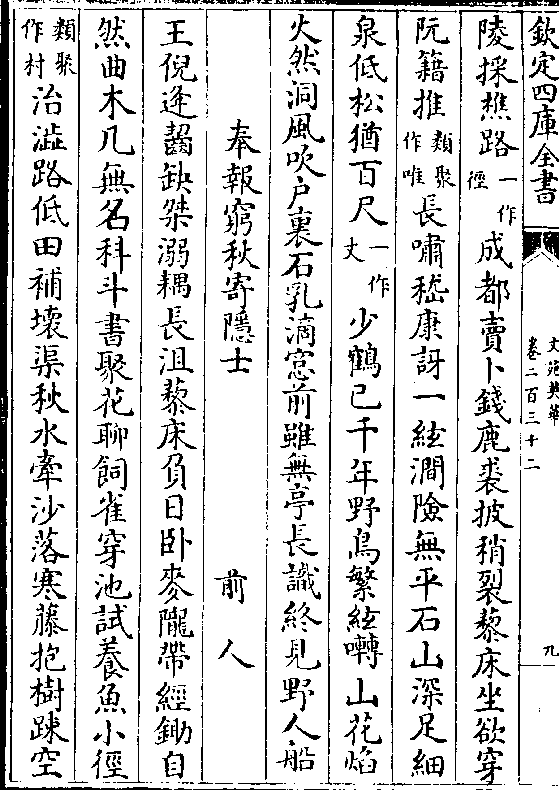 欽定四庫全書
文苑英華
卷二百三十二
九
陵採樵路一作徑成都賣卜錢鹿裘披稍裂藜床坐欲穿
阮籍推類聚作唯長嘯嵇康訝一絃澗險無平石山深足細
泉低松猶百尺一作丈少鶴已千年野鳥繁絃囀山花焰
火然洞風吹户裏石乳滴窓前雖無亭長識終見野人船
奉報窮秋寄隱士 前人
王倪逢齧缺桀溺耦長沮藜床負日卧麥隴帶經鋤自
然曲木几無名科斗書聚花聊飼雀穿池試養魚小徑
類聚作村治澁路低田補壊渠秋水牽沙落寒藤抱樹踈空